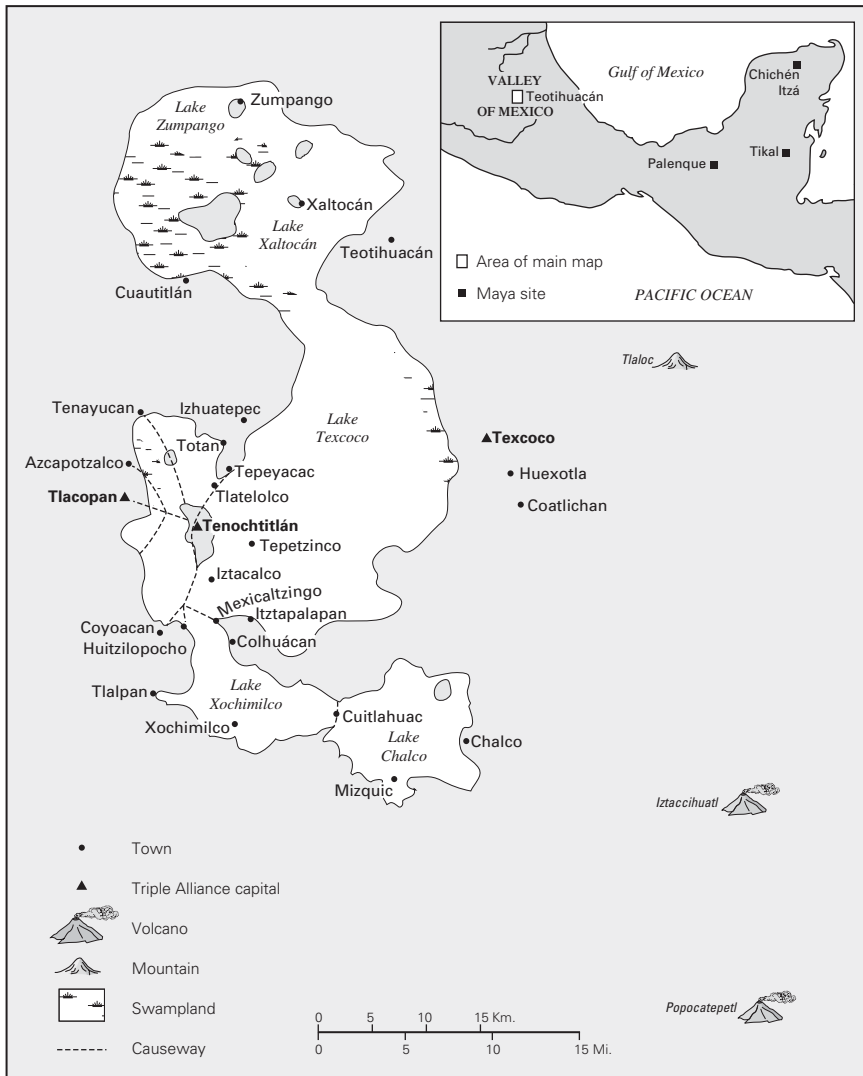 Lake
Zumpango
Zumpango
Xaltocán
Lake
Xaltocán
Teotihuacán
Cuautitlán
VALLEY
OF MEXICO
Teotihuacán
Gulf of Mexico
Chichén
Itzá
Tikal
Palenque
Area of main map
Maya site
PACIFIC OCEAN
Tlaloc
Tenayucan
Izhuatepec
Lake
Texcoco
Totan
Texcoco
Azcapotzalco
Tepeyacac
Huexotla
Tlacopan
Tlatelolco
Coatlichan
Tenochtitlán
Tepetzinco
Iztacalco
Mexicaltzingo
Itztapalapan
Coyoacan
Huitzilopocho
Colhuácan
Tlalpan
Lake
Xochimilco
Xochimilco
Cuitlahuac
Lake
Chalco
Chalco
Mizquic
Iztaccihuatl
Popocatepetl
Town
Triple Alliance capital
Volcano
Mountain
Swampland
Causeway
0 5 10 15 Km.
0 5 10 15 Mi.